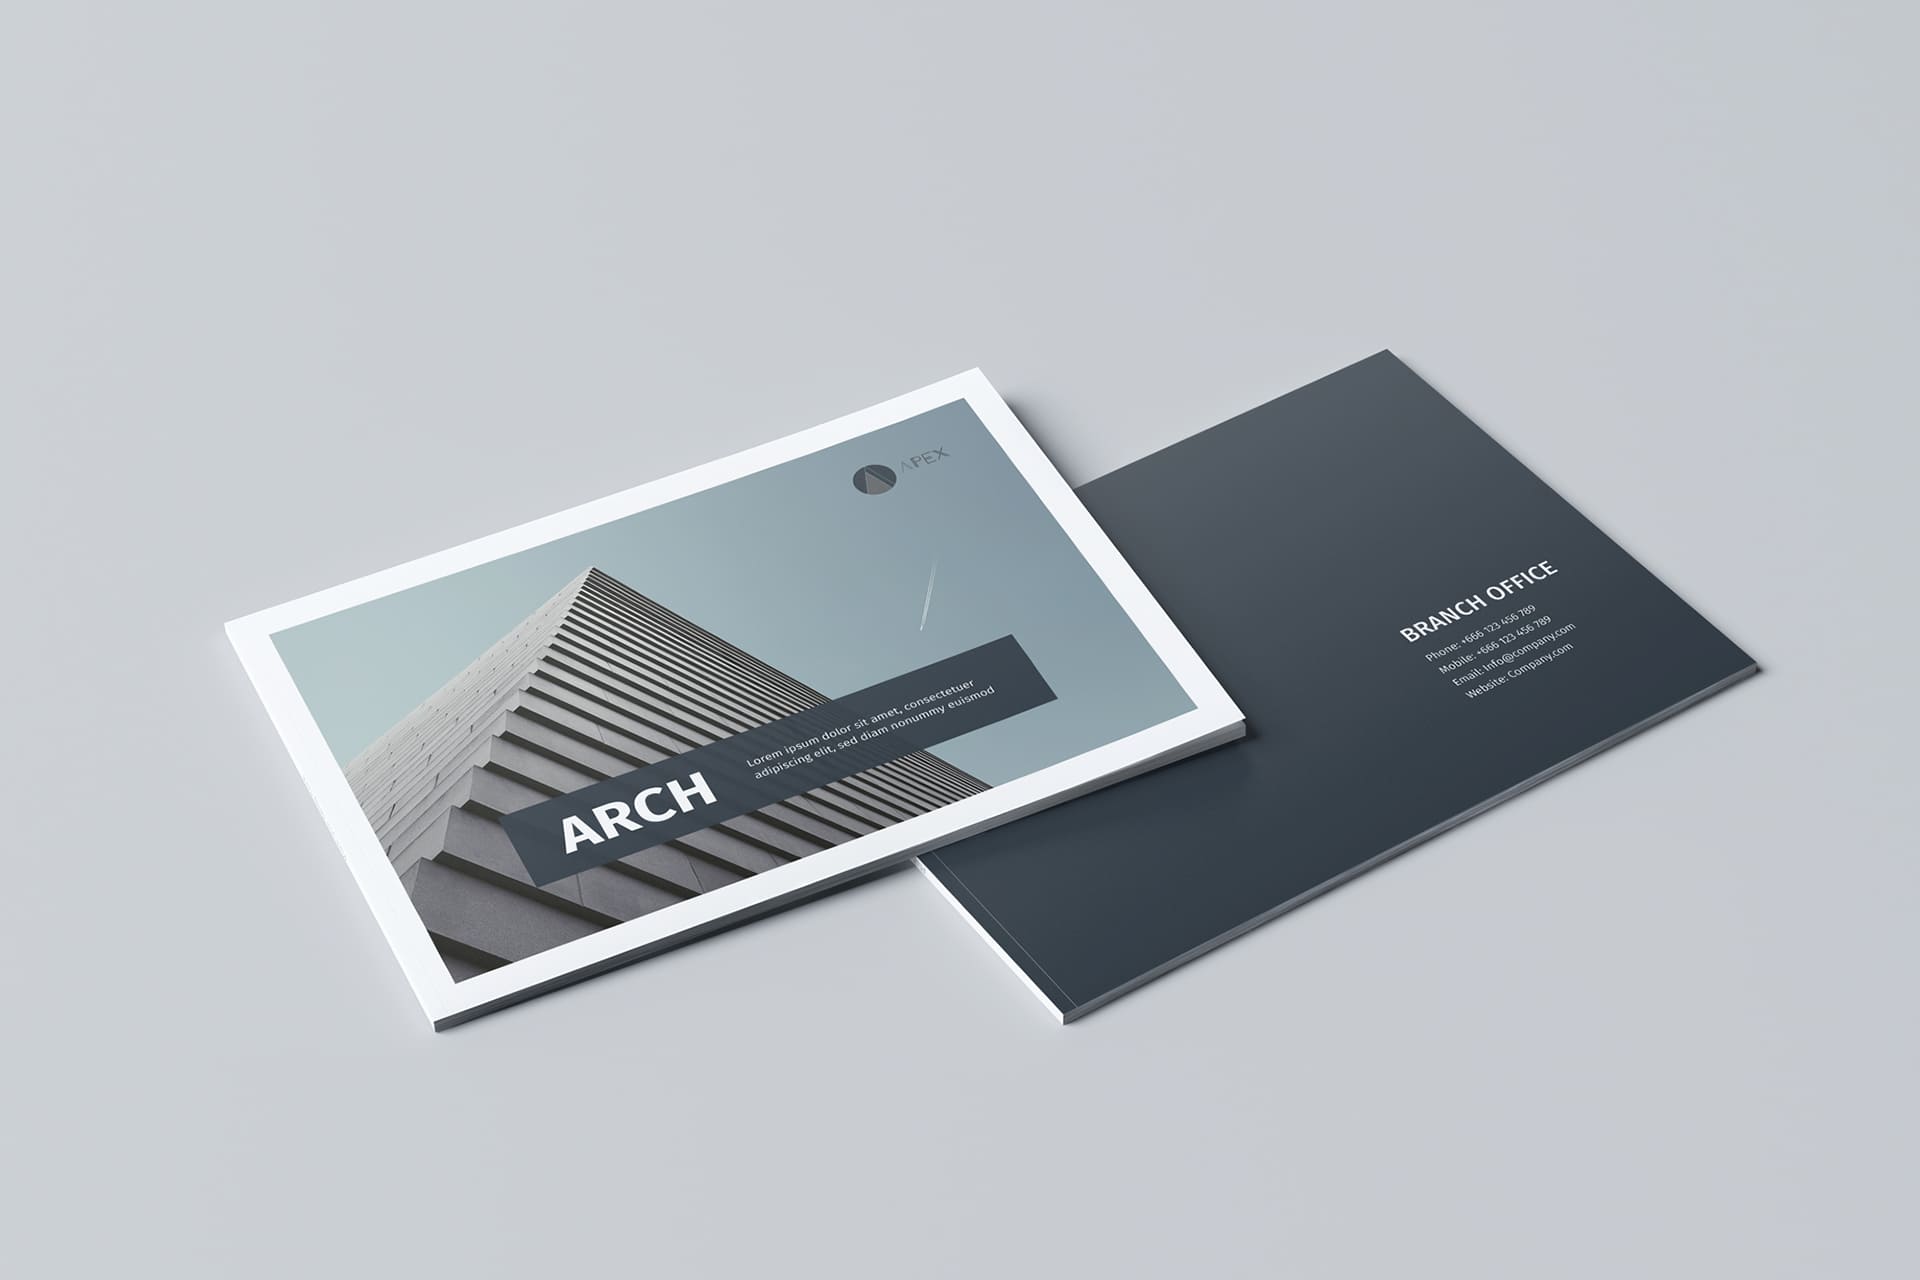 APEX
ARCH
Lorem ipsum dolor sit amet, consectetuer
adipiscing elit, sed diam nonummy euismod
BRANCH OFFICE
Phone: +666 123 456 789
Mobile: +666 123 456 789
Email: Info@company.com
Website: Company.com